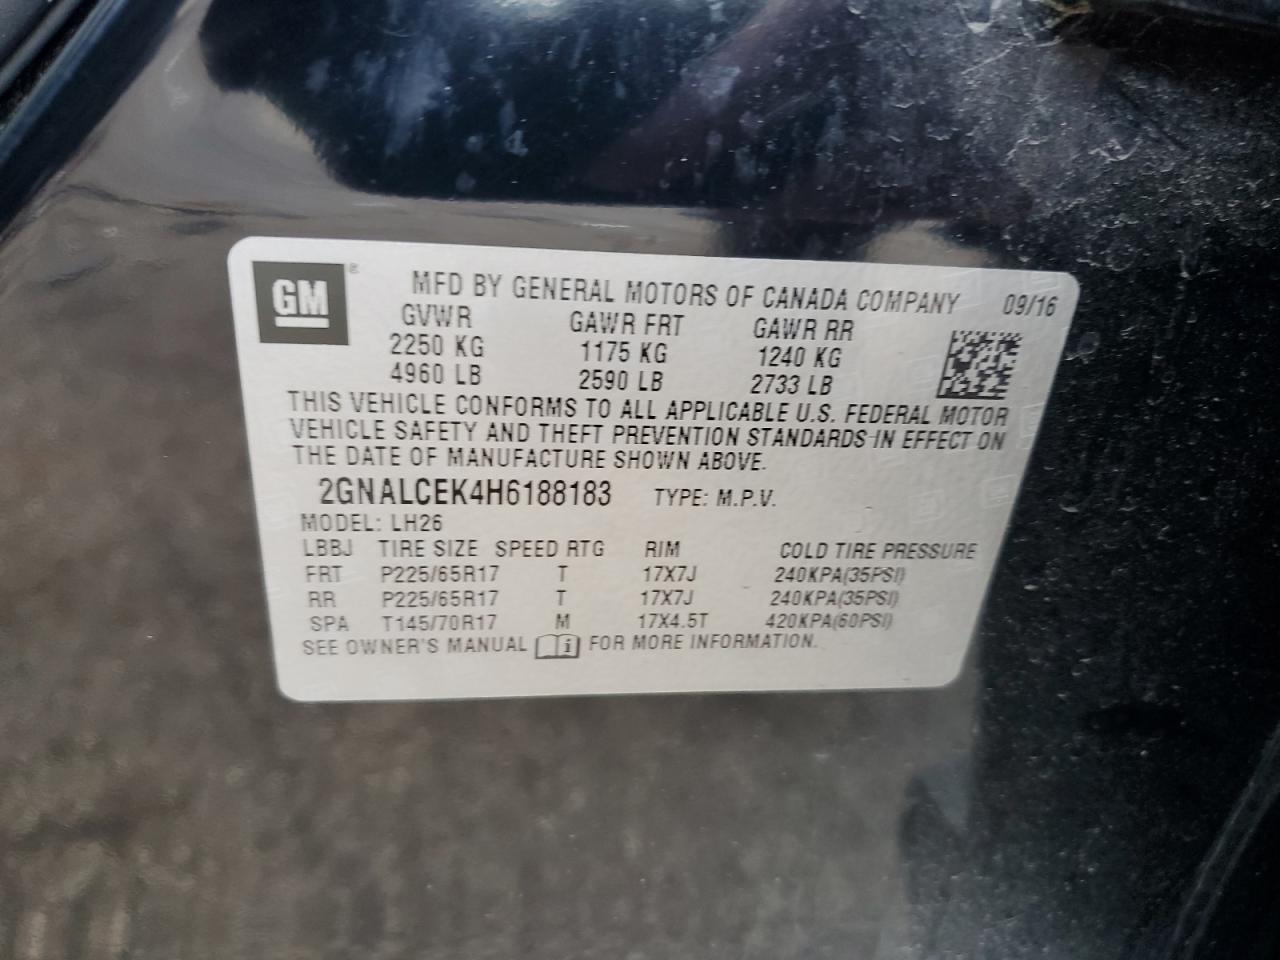 GM®
MFD BY GENERAL MOTORS OF CANADA COMPANY 09/16
GVWR GAWR FRT GAWR RR
2250 KG 1175 KG 1240 KG
4960 LB 2590 LB 2733 LB
THIS VEHICLE CONFORMS TO ALL APPLICABLE U.S. FEDERAL MOTOR
VEHICLE SAFETY AND THEFT PREVENTION STANDARDS IN EFFECT ON
THE DATE OF MANUFACTURE SHOWN ABOVE.
2GNALCEK4H6188183 TYPE: M.P.V.
MODEL: LH26
LBBJ TIRE SIZE SPEED RTG RIM COLD TIRE PRESSURE
FRT P225/65R17 T 17X7J 240KPA(35PSI)
RR P225/65R17 T 17X7J 240KPA(35PSI)
SPA T145/70R17 M 17X4.5T 420KPA(60PSI)
SEE OWNER'S MANUAL i FOR MORE INFORMATION.